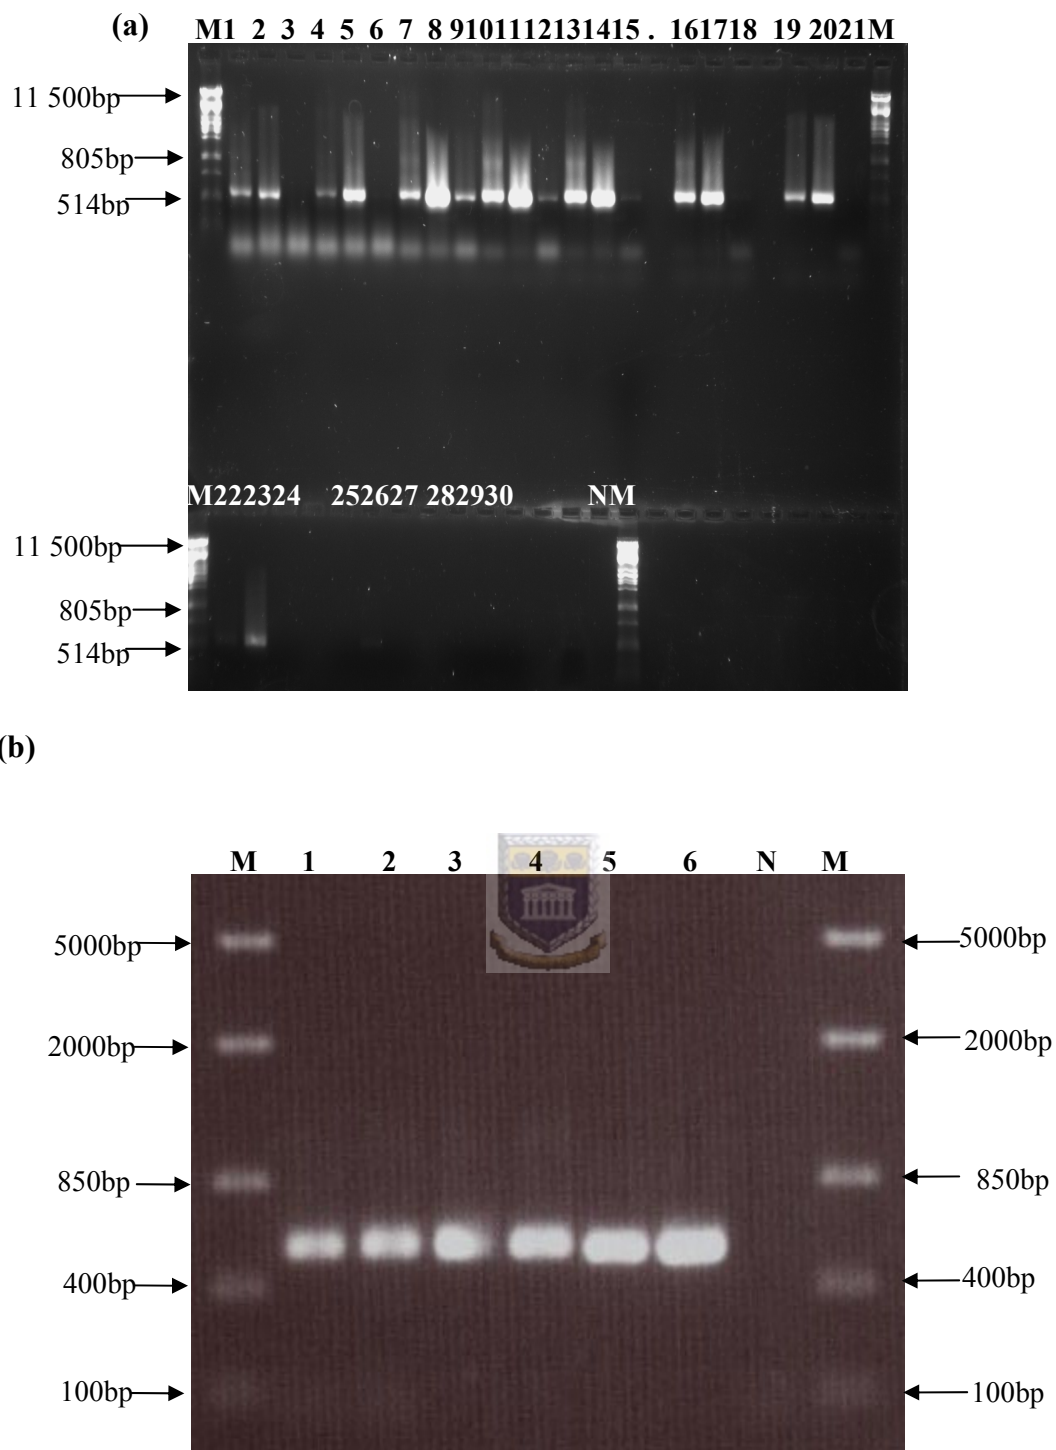 (a)
M1 2 3 4 5 6 7 8 9101112131415 . 161718 19 2021M
11 500bp
805bp
514bp
M222324 252627 282930 NM
11 500bp
805bp
514bp
(b)
M 1 2 3 4 5 6 N M
5000bp 5000bp
2000bp 2000bp
850bp 850bp
400bp 400bp
100bp 100bp